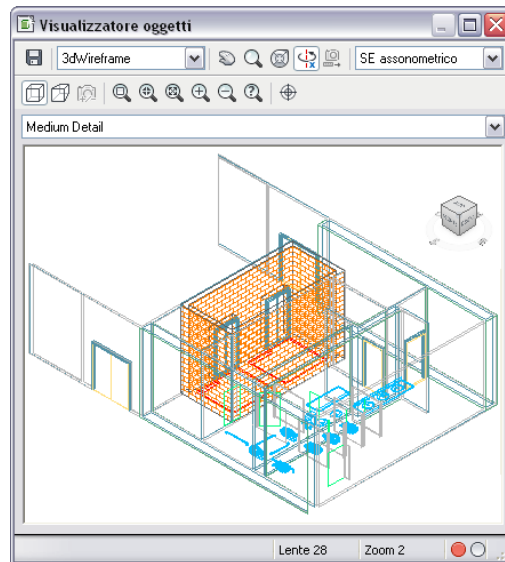 Visualizzatore oggetti
3dWireframe
SE assonometrico
Medium Detail
Lente 28
Zoom 2